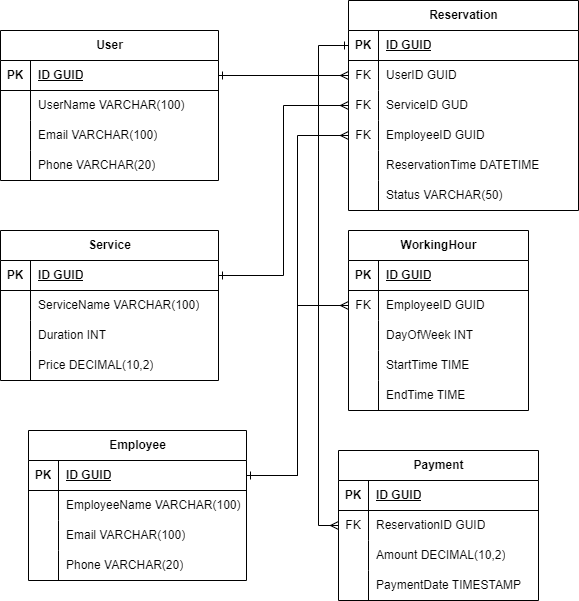 User
PK ID GUID
UserName VARCHAR(100)
Email VARCHAR(100)
Phone VARCHAR(20)
Reservation
PK ID GUID
FK UserID GUID
FK ServiceID GUD
FK EmployeeID GUID
ReservationTime DATETIME
Status VARCHAR(50)
Service
PK ID GUID
ServiceName VARCHAR(100)
Duration INT
Price DECIMAL(10,2)
WorkingHour
PK ID GUID
FK EmployeeID GUID
DayOfWeek INT
StartTime TIME
EndTime TIME
Employee
PK ID GUID
EmployeeName VARCHAR(100)
Email VARCHAR(100)
Phone VARCHAR(20)
Payment
PK ID GUID
FK ReservationID GUID
Amount DECIMAL(10,2)
PaymentDate TIMESTAMP